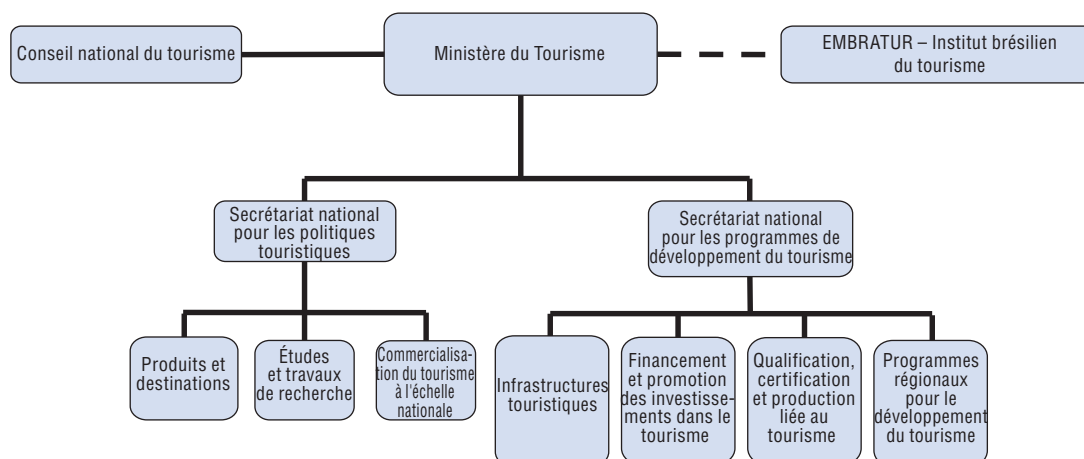 Conseil national du tourisme
Ministère du Tourisme
EMBRATUR – Institut brésilien
du tourisme
Secrétariat national
pour les politiques
touristiques
Secrétariat national
pour les programmes de
développement du tourisme
Produits et
destinations
Études
et travaux
de recherche
Commercialisa-
tion du tourisme
à l'échelle
nationale
Infrastructures
touristiques
Financement
et promotion
des investisse-
ments dans le
tourisme
Qualification,
certification
et production
liée au
tourisme
Programmes
régionaux
pour le
développement
du tourisme